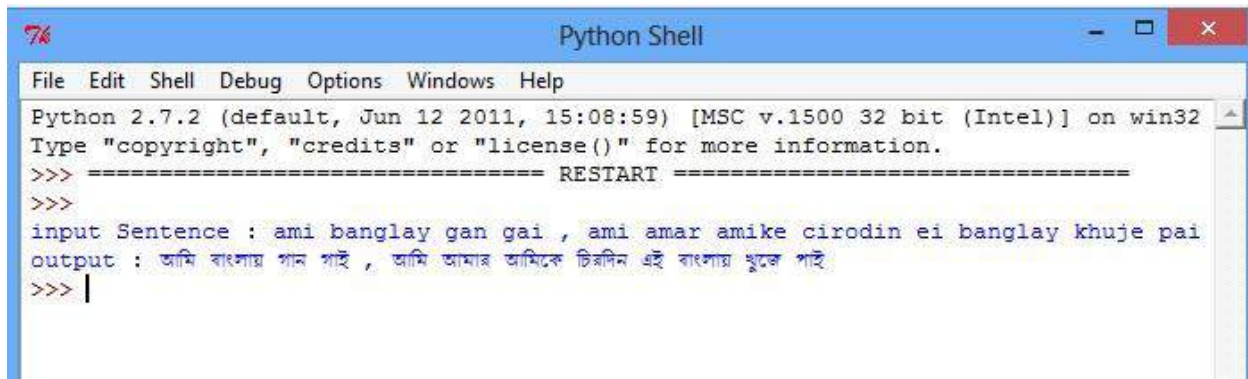 Python Shell
File Edit Shell Debug Options Windows Help
Python 2.7.2 (default, Jun 12 2011, 15:08:59) [MSC v.1500 32 bit (Intel)] on win32
Type "copyright", "credits" or "license()" for more information.
>>> ================================ RESTART ================================
>>>
input Sentence : ami banglay gan gai , ami amar amike cirodin ei banglay khuje pai
output : আমি বাংলায় গান গাই , আমি আমার আমিকে চিরদিন এই বাংলায় খুজে পাই
>>>